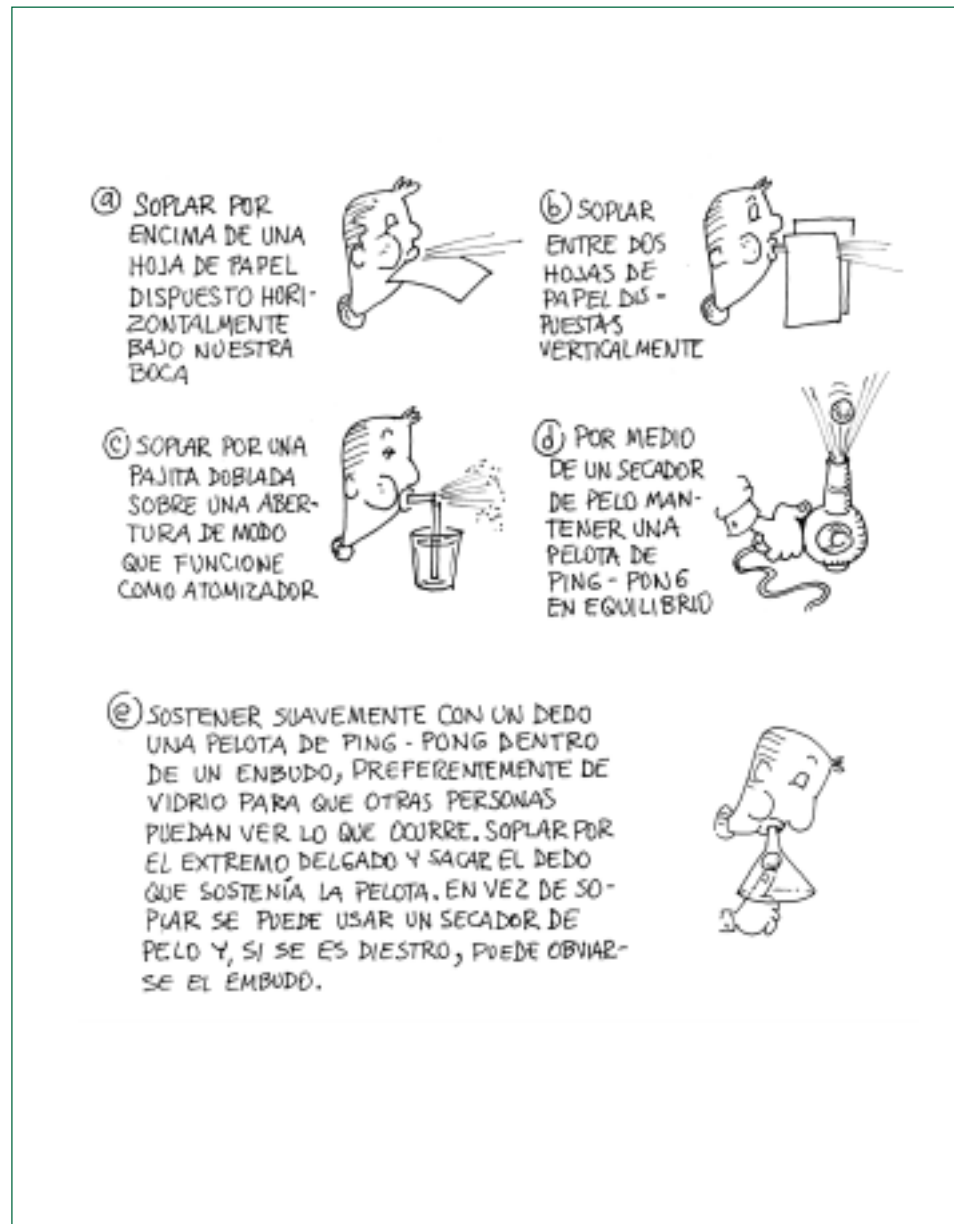 ⓐ SOPLAR POR
ENCIMA DE UNA
HOJA DE PAPEL
DISPUESTO HORI-
ZONTALMENTE
BAJO NUESTRA
BOCA
ⓑ SOPLAR
ENTRE DOS
HOJAS DE
PAPEL DIS-
PUESTAS
VERTICALMENTE
ⓒ SOPLAR POR UNA
PAJITA DOBLADA
SOBRE UNA ABER-
TURA DE MODO
QUE FUNCIONE
COMO ATOMIZADOR
ⓓ POR MEDIO
DE UN SECADOR
DE PELO MAN-
TENER UNA
PELOTA DE
PING-PONG
EN EQUILIBRIO
ⓔ SOSTENER SUAVEMENTE CON UN DEDO
UNA PELOTA DE PING-PONG DENTRO
DE UN ENBUDO, PREFERENTEMENTE DE
VIDRIO PARA QUE OTRAS PERSONAS
PUEDAN VER LO QUE OCURRE. SOPLAR POR
EL EXTREMO DELGADO Y SACAR EL DEDO
QUE SOSTENÍA LA PELOTA. EN VEZ DE SO-
PLAR SE PUEDE USAR UN SECADOR DE
PELO Y, SI SE ES DIESTRO, PUEDE OBVIAR-
SE EL EMBUDO.